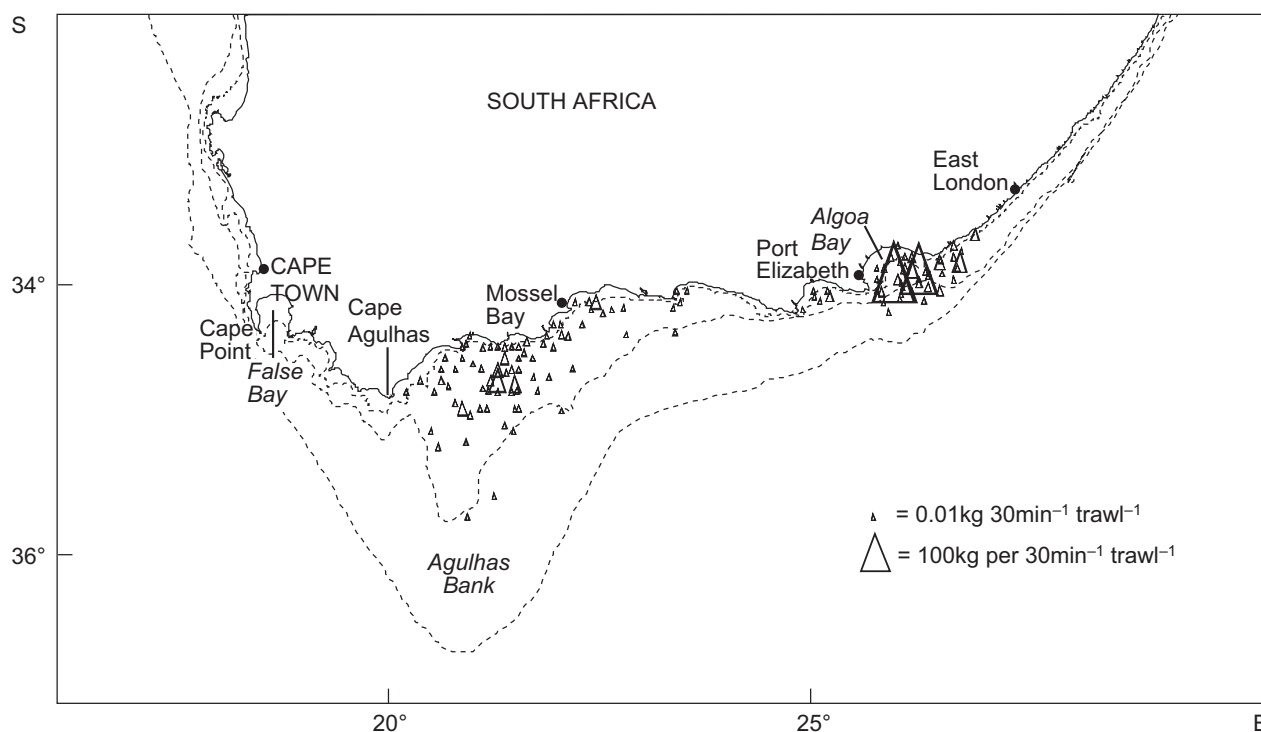 S
SOUTH AFRICA
East
London
Algoa
Bay
Port
Elizabeth
34°
CAPE
TOWN
Mossel
Bay
Cape
Agulhas
Cape
Point
False
Bay
= 0.01kg 30min⁻¹ trawl⁻¹
= 100kg per 30min⁻¹ trawl⁻¹
36°
Agulhas
Bank
20°
25°
E